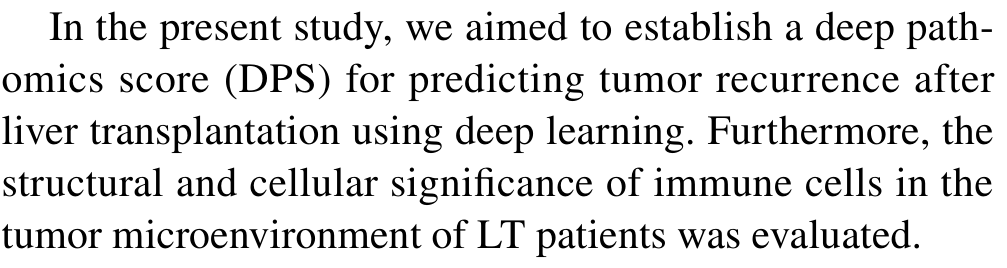 In the present study, we aimed to establish a deep path-
omics score (DPS) for predicting tumor recurrence after
liver transplantation using deep learning. Furthermore, the
structural and cellular significance of immune cells in the
tumor microenvironment of LT patients was evaluated.